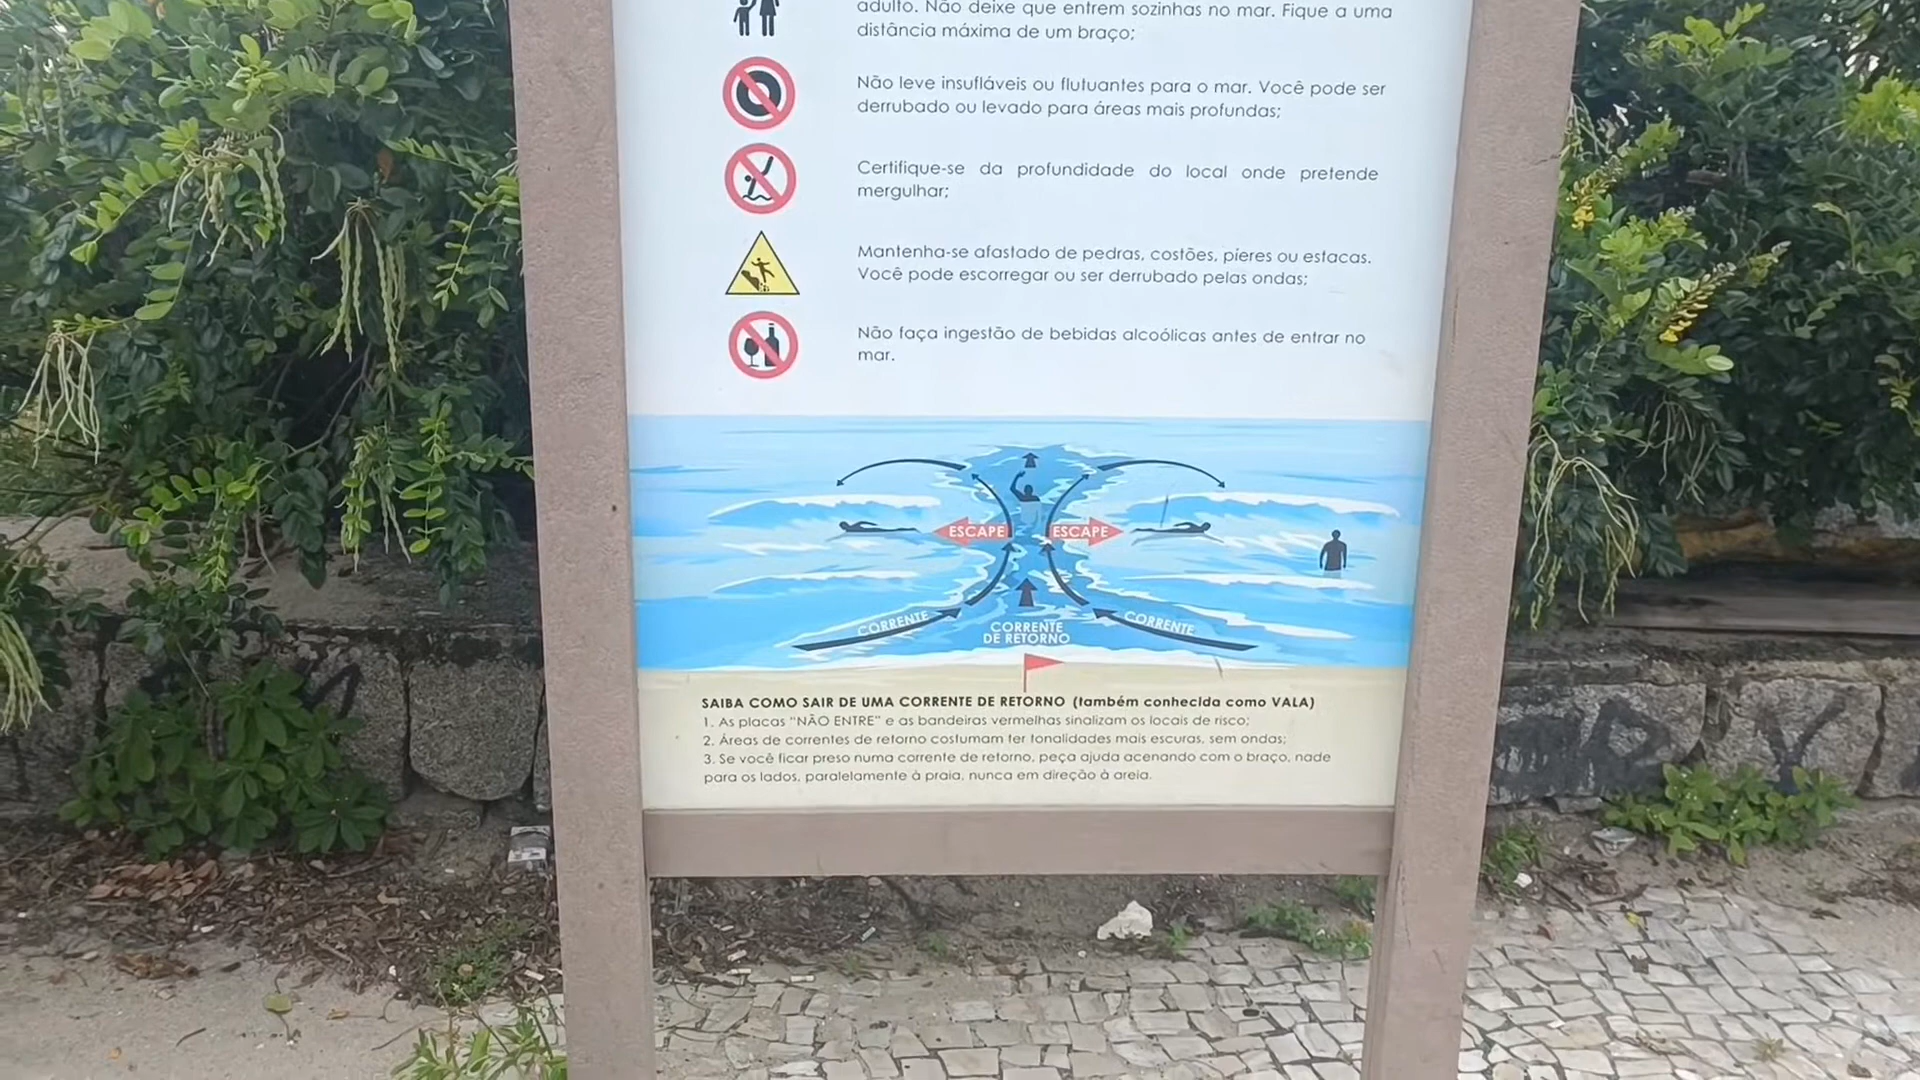 adulto. Não deixe que entrem sozinhas no mar. Fique a uma
distância máxima de um braço;
Não leve insufláveis ou flutuantes para o mar. Você pode ser
derrubado ou levado para áreas mais profundas;
Certifique-se da profundidade do local onde pretende
mergulhar;
Mantenha-se afastado de pedras, costões, píeres ou estacas.
Você pode escorregar ou ser derrubado pelas ondas;
Não faça ingestão de bebidas alcoólicas antes de entrar no
mar.
ESCAPE
ESCAPE
CORRENTE
CORRENTE
DE RETORNO
CORRENTE
SAIBA COMO SAIR DE UMA CORRENTE DE RETORNO (também conhecida como VALA)
1. As placas "NÃO ENTRE" e as bandeiras vermelhas sinalizam os locais de risco;
2. Áreas de correntes de retorno costumam ter tonalidades mais escuras, sem ondas;
3. Se você ficar preso numa corrente de retorno, peça ajuda acenando com o braço, nade
para os lados, paralelamente à praia, nunca em direção à areia.